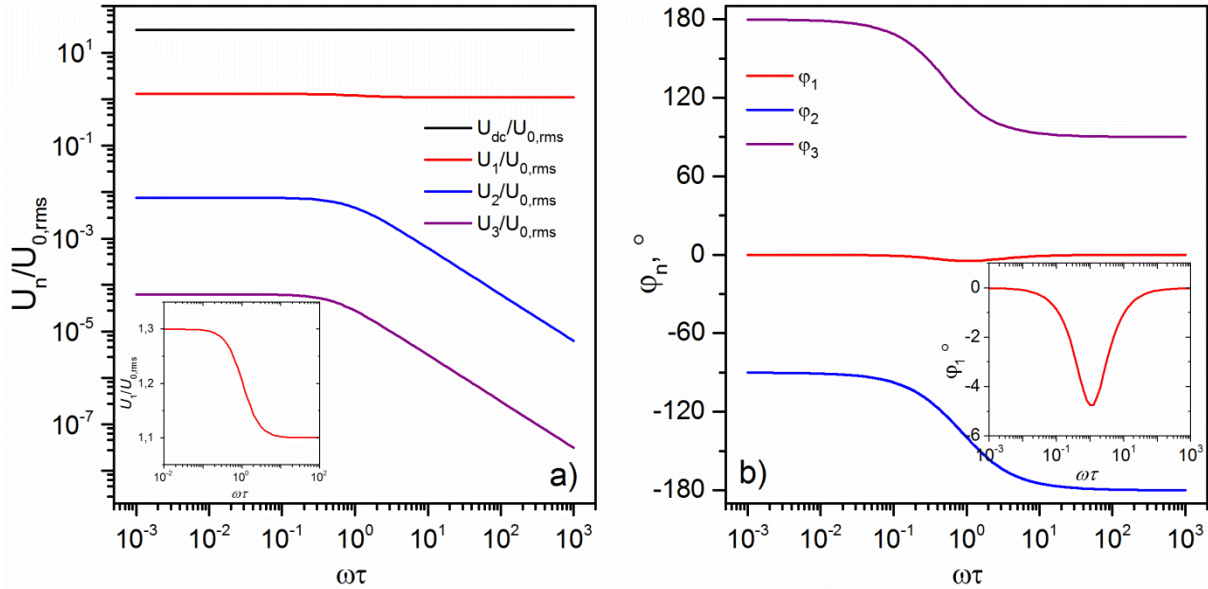 10^1
10^-1
10^-3
10^-5
10^-7
U_n/U_0,rms
U_dc/U_0,rms
U_1/U_0,rms
U_2/U_0,rms
U_3/U_0,rms
1,3
1,2
1,1
U_1/U_0,rms
10^-2 10^0 10^2
ωτ
a)
10^-3 10^-2 10^-1 10^0 10^1 10^2 10^3
ωτ
180
120
60
0
-60
-120
-180
φ_n, °
φ_1
φ_2
φ_3
0
-2
-4
-6
φ_1 °
10^-3 10^-1 10^1 10^3
ωτ
b)
10^-3 10^-2 10^-1 10^0 10^1 10^2 10^3
ωτ